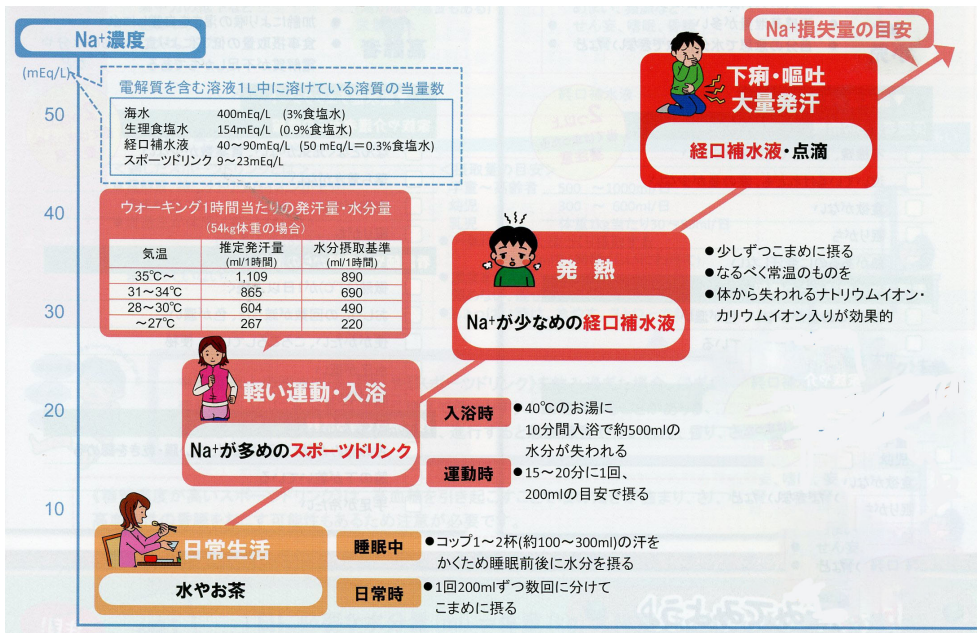 Na⁺濃度
(mEq/L)
50
40
30
20
10
電解質を含む溶液1L中に溶けている溶質の当量数
海水 400mEq/L (3%食塩水)
生理食塩水 154mEq/L (0.9%食塩水)
経口補水液 40～90mEq/L (50 mEq/L＝0.3%食塩水)
スポーツドリンク 9～23mEq/L
ウォーキング1時間当たりの発汗量・水分量
(54kg体重の場合)
気温 推定発汗量 (ml/1時間) 水分摂取基準 (ml/1時間)
35℃～ 1,109 890
31～34℃ 865 690
28～30℃ 604 490
～27℃ 267 220
Na⁺損失量の目安
下痢・嘔吐
大量発汗
経口補水液・点滴
●少しずつこまめに摂る
●なるべく常温のものを
●体から失われるナトリウムイオン・
カリウムイオン入りが効果的
発熱
Na⁺が少なめの経口補水液
軽い運動・入浴
Na⁺が多めのスポーツドリンク
入浴時
●40℃のお湯に
10分間入浴で約500mlの
水分が失われる
運動時
●15～20分に1回、
200mlの目安で摂る
日常生活
水やお茶
睡眠中
●コップ1～2杯(約100～300ml)の汗を
かくため睡眠前後に水分を摂る
日常時
●1回200mlずつ数回に分けて
こまめに摂る